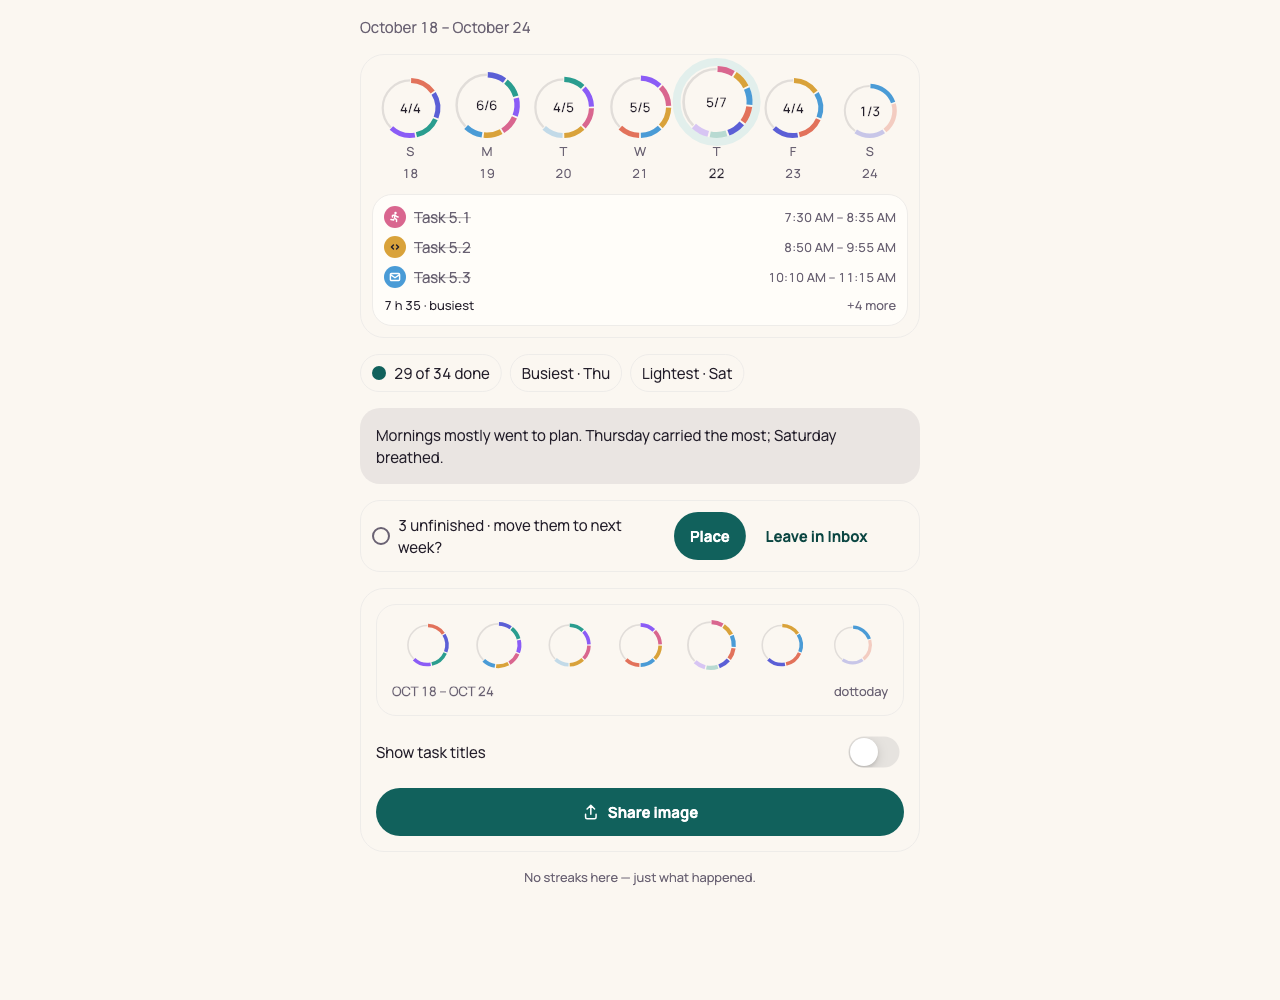 October 18 – October 24
4/4
6/6
4/5
5/5
5/7
4/4
1/3
S
M
T
W
T
F
S
18
19
20
21
22
23
24
Task 5.1
7:30 AM – 8:35 AM
Task 5.2
8:50 AM – 9:55 AM
Task 5.3
10:10 AM – 11:15 AM
7 h 35 · busiest
+4 more
29 of 34 done
Busiest · Thu
Lightest · Sat
Mornings mostly went to plan. Thursday carried the most; Saturday
breathed.
3 unfinished · move them to next
week?
Place
Leave in Inbox
OCT 18 – OCT 24
dottoday
Show task titles
Share image
No streaks here — just what happened.